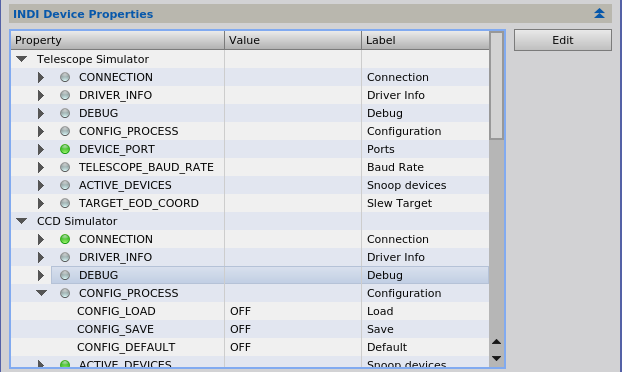 INDI Device Properties
Property Value Label Edit
Telescope Simulator
CONNECTION Connection
DRIVER_INFO Driver Info
DEBUG Debug
CONFIG_PROCESS Configuration
DEVICE_PORT Ports
TELESCOPE_BAUD_RATE Baud Rate
ACTIVE_DEVICES Snoop devices
TARGET_EOD_COORD Slew Target
CCD Simulator
CONNECTION Connection
DRIVER_INFO Driver Info
DEBUG Debug
CONFIG_PROCESS Configuration
CONFIG_LOAD OFF Load
CONFIG_SAVE OFF Save
CONFIG_DEFAULT OFF Default
ACTIVE_DEVICES Snoop devices